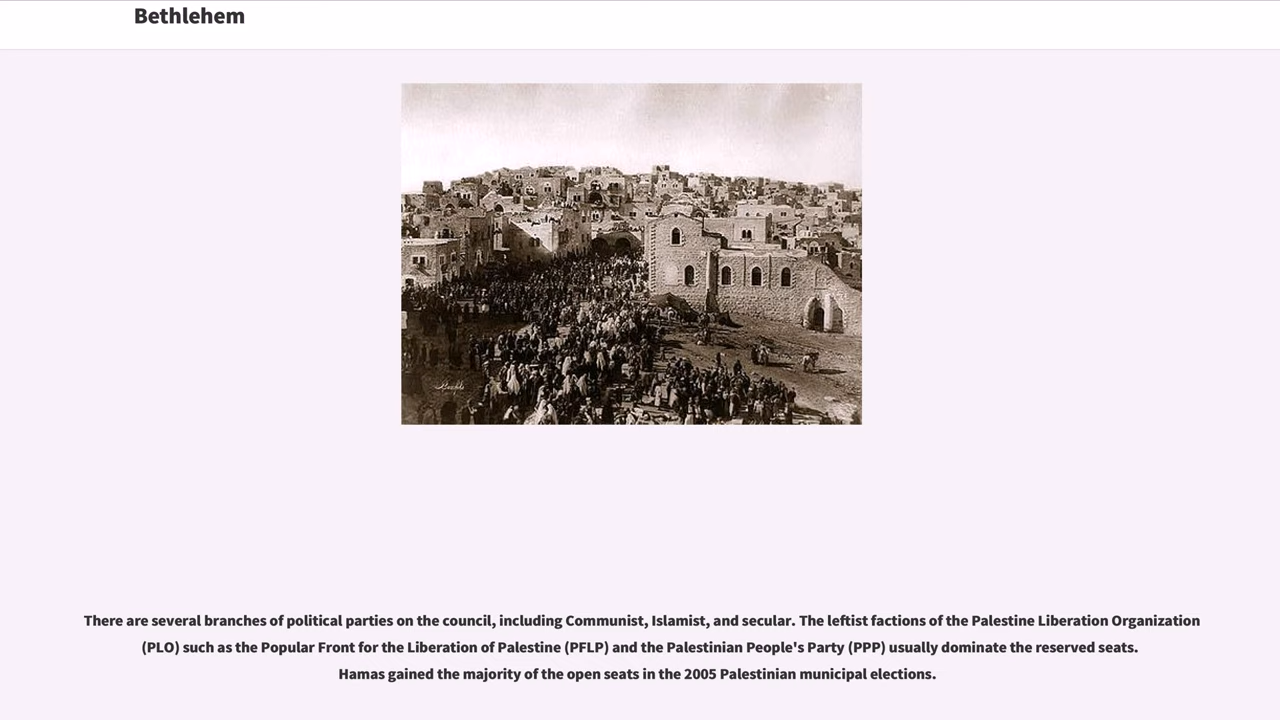 Bethlehem
There are several branches of political parties on the council, including Communist, Islamist, and secular. The leftist factions of the Palestine Liberation Organization
(PLO) such as the Popular Front for the Liberation of Palestine (PFLP) and the Palestinian People's Party (PPP) usually dominate the reserved seats.
Hamas gained the majority of the open seats in the 2005 Palestinian municipal elections.